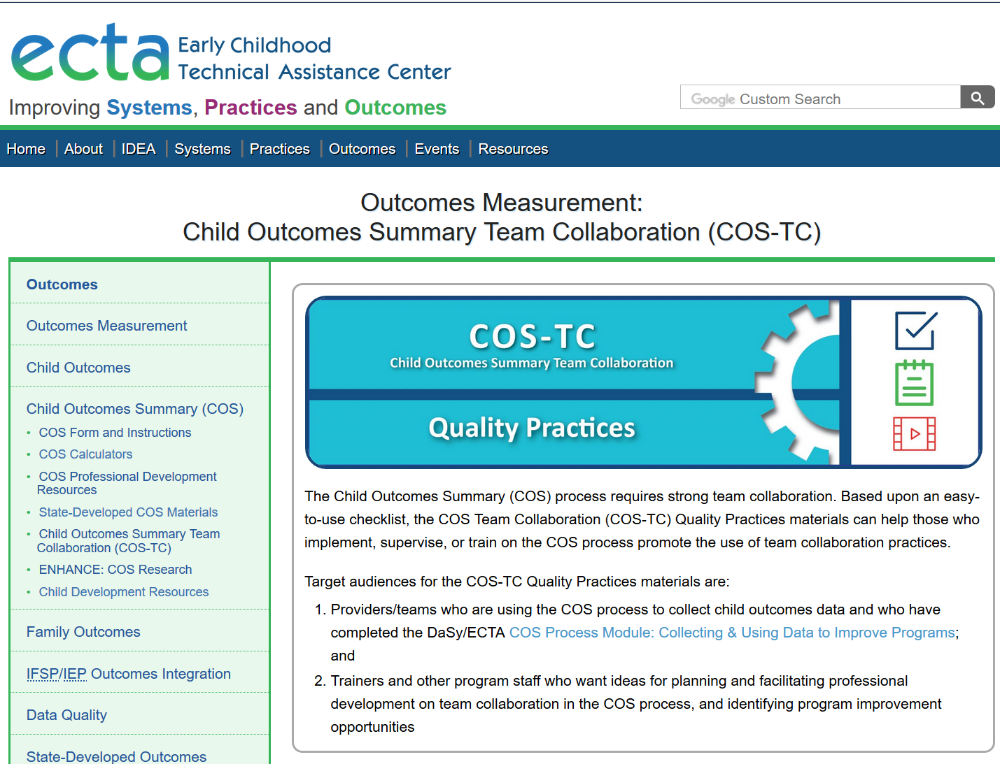 ecta Early Childhood
Technical Assistance Center
Improving Systems, Practices and Outcomes
Google Custom Search
Home
About
IDEA
Systems
Practices
Outcomes
Events
Resources
Outcomes Measurement:
Child Outcomes Summary Team Collaboration (COS-TC)
Outcomes
Outcomes Measurement
Child Outcomes
Child Outcomes Summary (COS)
• COS Form and Instructions
• COS Calculators
• COS Professional Development
Resources
• State-Developed COS Materials
• Child Outcomes Summary Team
Collaboration (COS-TC)
• ENHANCE: COS Research
• Child Development Resources
Family Outcomes
IFSP/IEP Outcomes Integration
Data Quality
State-Developed Outcomes
COS-TC
Child Outcomes Summary Team Collaboration
Quality Practices
The Child Outcomes Summary (COS) process requires strong team collaboration. Based upon an easy-
to-use checklist, the COS Team Collaboration (COS-TC) Quality Practices materials can help those who
implement, supervise, or train on the COS process promote the use of team collaboration practices.
Target audiences for the COS-TC Quality Practices materials are:
1. Providers/teams who are using the COS process to collect child outcomes data and who have
completed the DaSy/ECTA COS Process Module: Collecting & Using Data to Improve Programs;
and
2. Trainers and other program staff who want ideas for planning and facilitating professional
development on team collaboration in the COS process, and identifying program improvement
opportunities